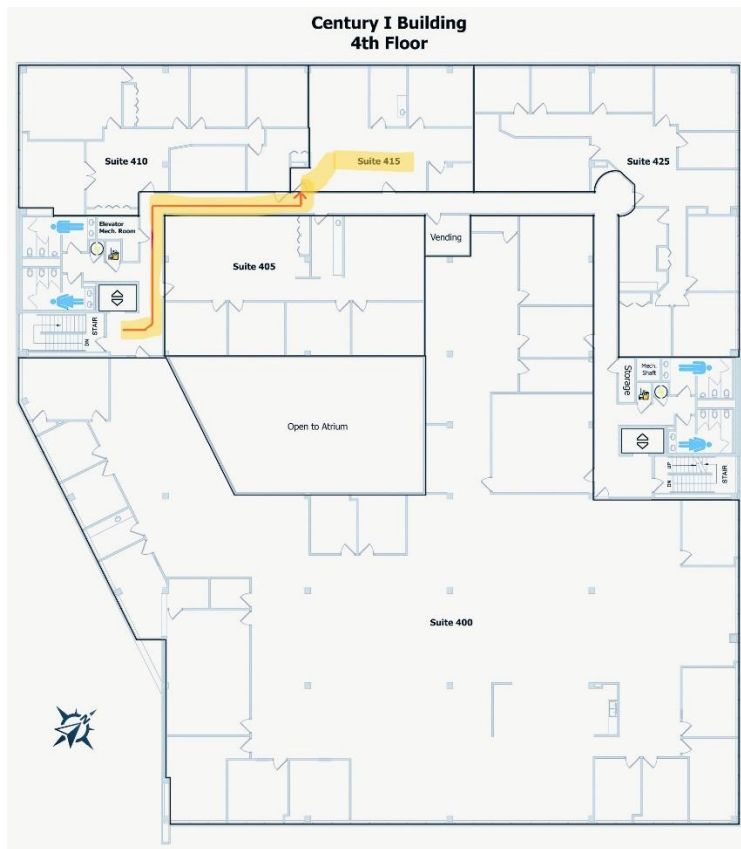 Century I Building
4th Floor
Suite 410
Suite 415
Suite 425
Elevator
Mech. Room
Vending
Suite 405
STAIR
DN
Storage
Mech.
Shaft
Open to Atrium
UP
DN
STAIR
Suite 400
N